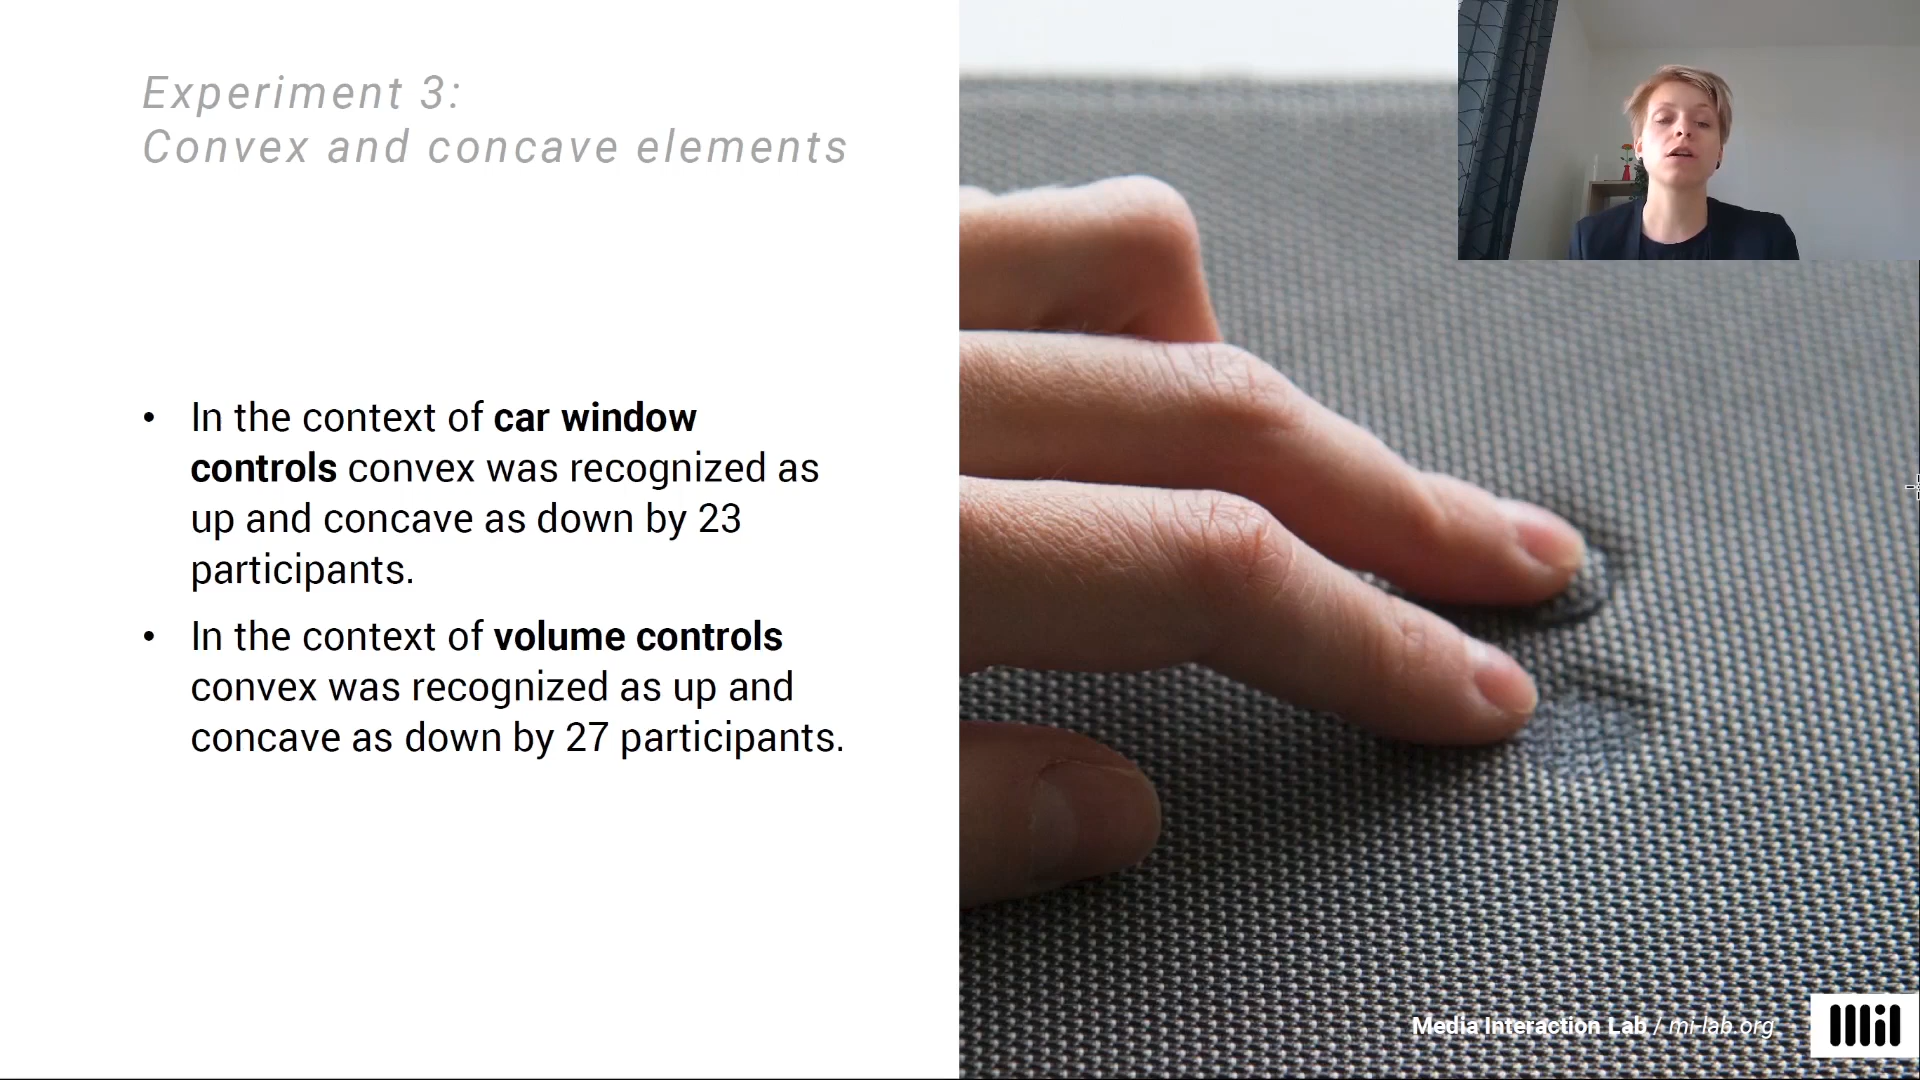 Experiment 3:
Convex and concave elements
• In the context of car window
controls convex was recognized as
up and concave as down by 23
participants.
• In the context of volume controls
convex was recognized as up and
concave as down by 27 participants.
Media Interaction Lab / mi-lab.org
mil